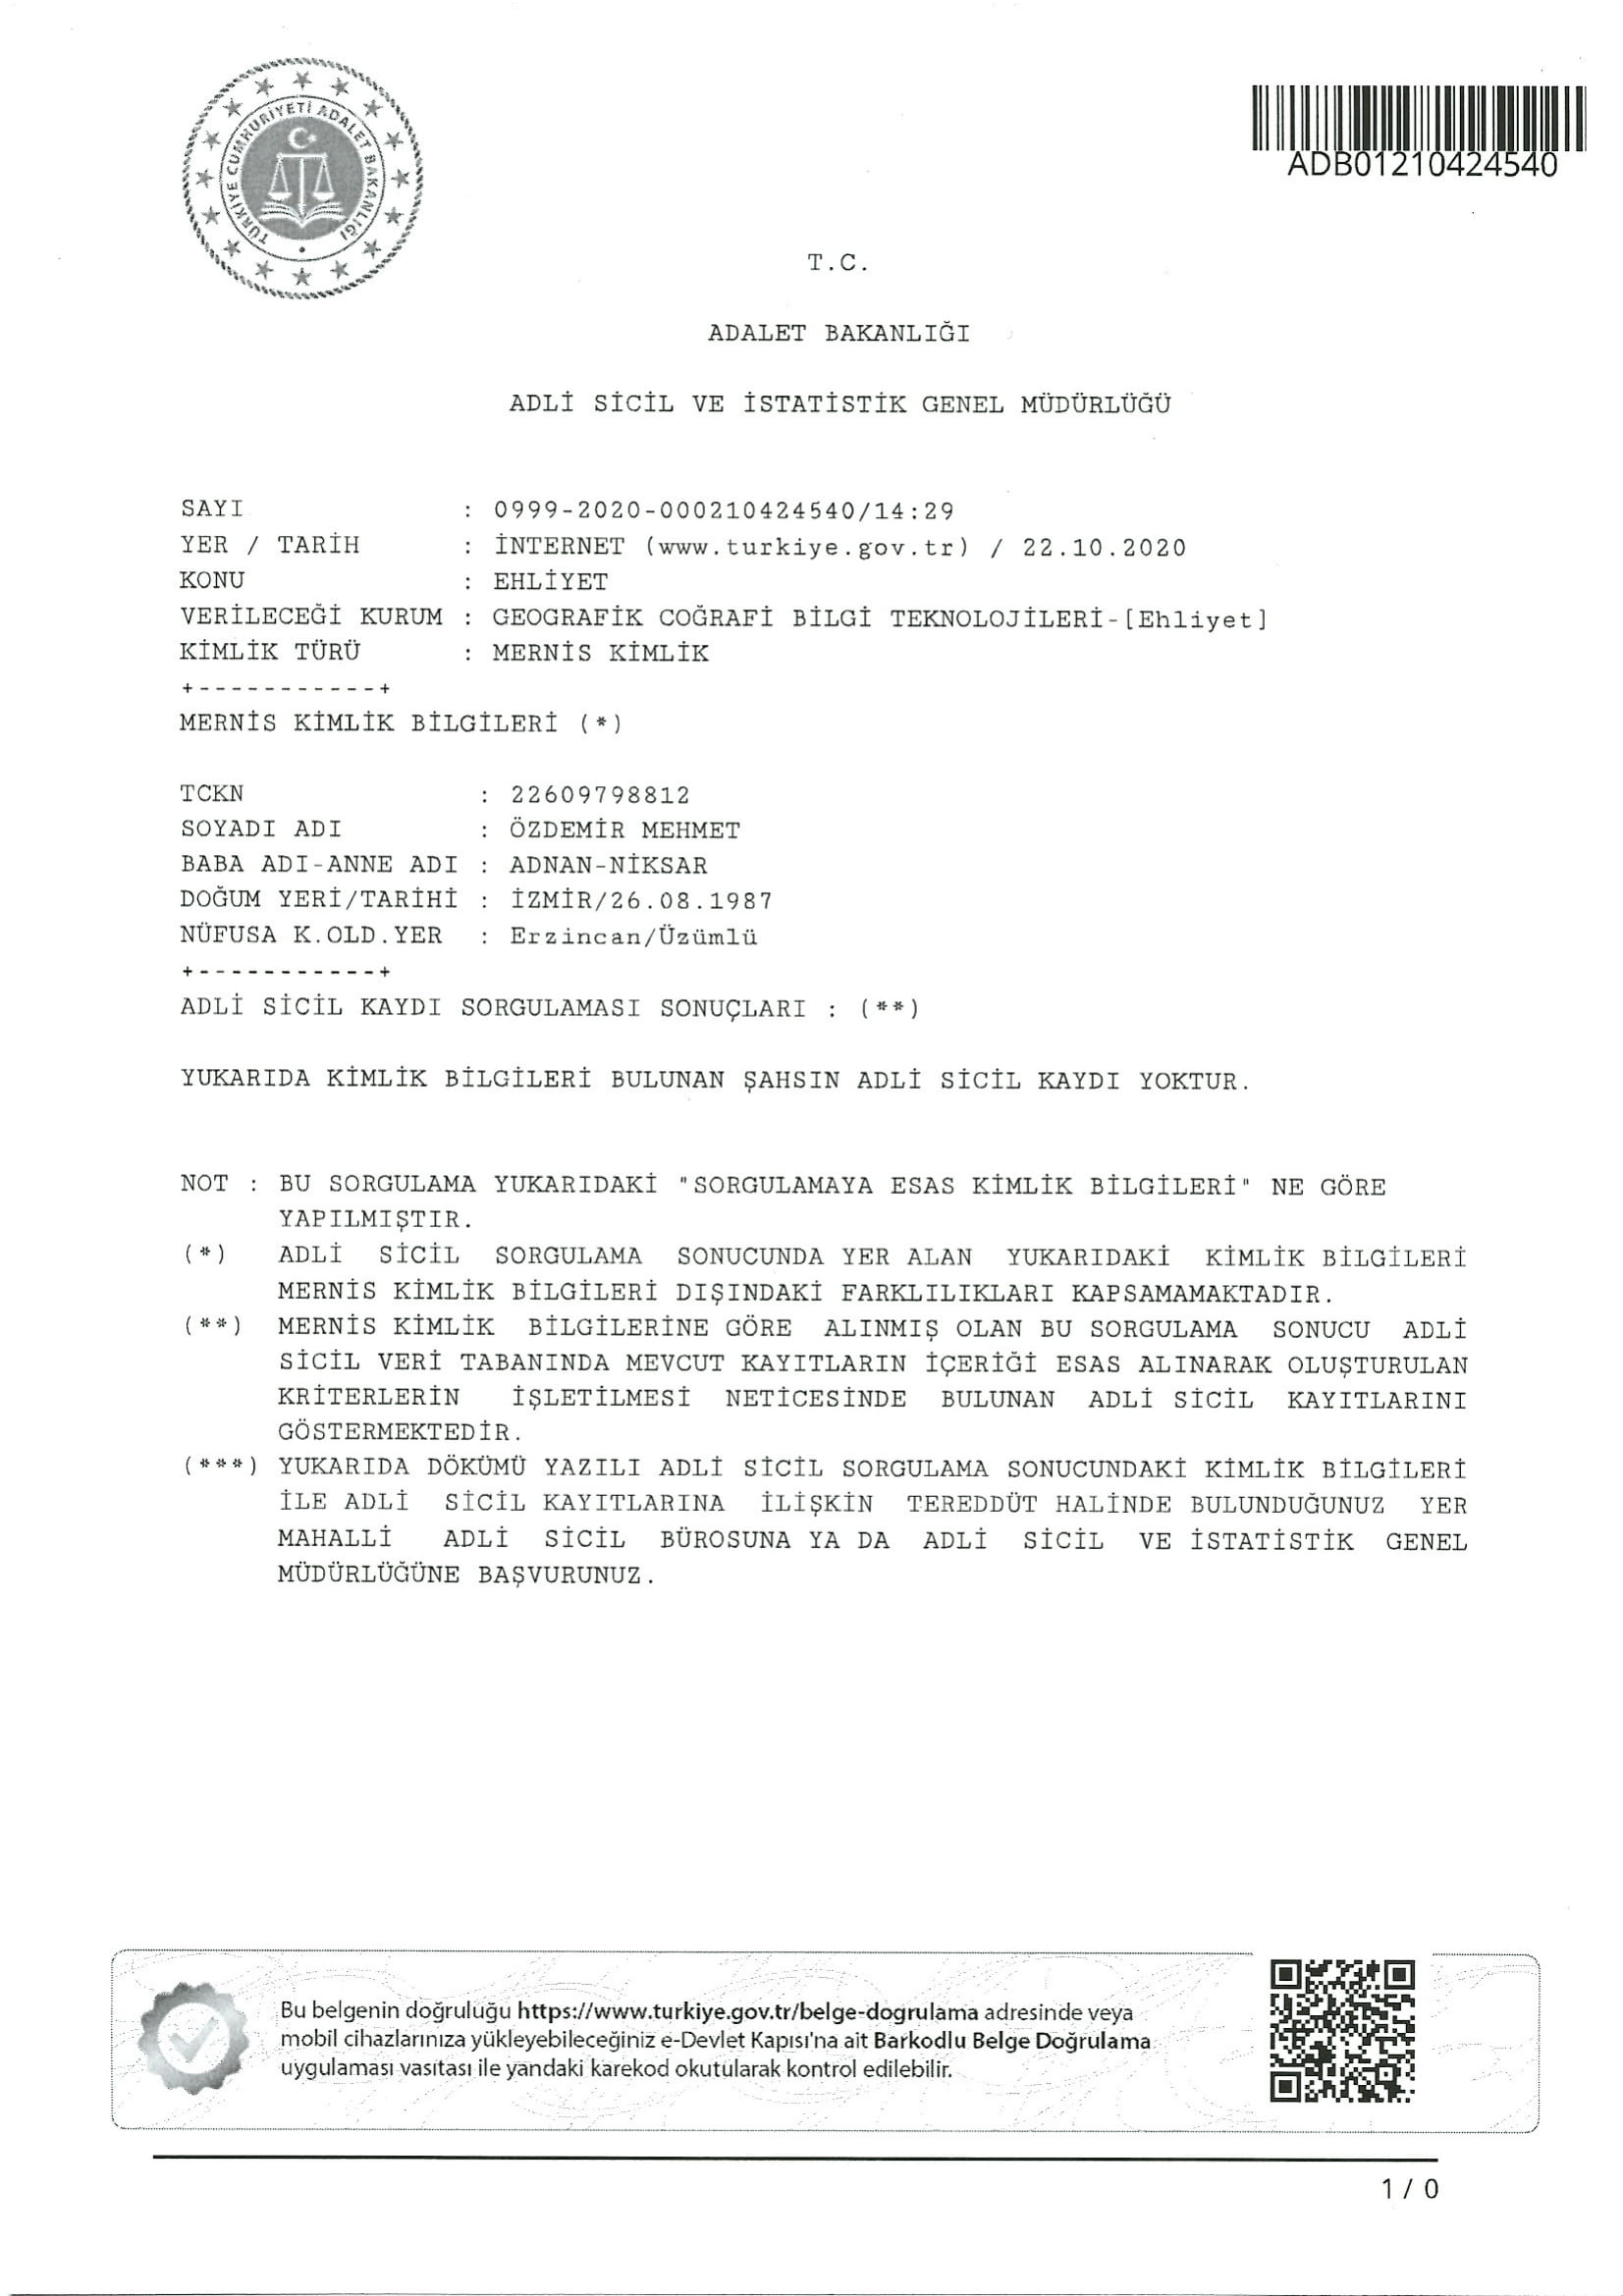 TÜRKİYE CUMHURİYETİ ADALET BAKANLIĞI
ADB01210424540
T.C.
ADALET BAKANLIĞI
ADLİ SİCİL VE İSTATİSTİK GENEL MÜDÜRLÜĞÜ
SAYI : 0999-2020-000210424540/14:29
YER / TARİH : İNTERNET (www.turkiye.gov.tr) / 22.10.2020
KONU : EHLİYET
VERİLECEĞİ KURUM : GEOGRAFİK COĞRAFİ BİLGİ TEKNOLOJİLERİ-[Ehliyet]
KİMLİK TÜRÜ : MERNİS KİMLİK
+------------+
MERNİS KİMLİK BİLGİLERİ (*)
TCKN : 22609798812
SOYADI ADI : ÖZDEMİR MEHMET
BABA ADI-ANNE ADI : ADNAN-NİKSAR
DOĞUM YERİ/TARİHİ : İZMİR/26.08.1987
NÜFUSA K.OLD.YER : Erzincan/Üzümlü
+------------+
ADLİ SİCİL KAYDI SORGULAMASI SONUÇLARI : (**)
YUKARIDA KİMLİK BİLGİLERİ BULUNAN ŞAHSIN ADLİ SİCİL KAYDI YOKTUR.
NOT : BU SORGULAMA YUKARIDAKİ "SORGULAMAYA ESAS KİMLİK BİLGİLERİ" NE GÖRE
YAPILMIŞTIR.
(*) ADLİ SİCİL SORGULAMA SONUCUNDA YER ALAN YUKARIDAKİ KİMLİK BİLGİLERİ
MERNİS KİMLİK BİLGİLERİ DIŞINDAKİ FARKLILIKLARI KAPSAMAMAKTADIR.
(**) MERNİS KİMLİK BİLGİLERİNE GÖRE ALINMIŞ OLAN BU SORGULAMA SONUCU ADLİ
SİCİL VERİ TABANINDA MEVCUT KAYITLARIN İÇERİĞİ ESAS ALINARAK OLUŞTURULAN
KRİTERLERİN İŞLETİLMESİ NETİCESİNDE BULUNAN ADLİ SİCİL KAYITLARINI
GÖSTERMEKTEDİR.
(***) YUKARIDA DÖKÜMÜ YAZILI ADLİ SİCİL SORGULAMA SONUCUNDAKİ KİMLİK BİLGİLERİ
İLE ADLİ SİCİL KAYITLARINA İLİŞKİN TEREDDÜT HALİNDE BULUNDUĞUNUZ YER
MAHALLİ ADLİ SİCİL BÜROSUNA YA DA ADLİ SİCİL VE İSTATİSTİK GENEL
MÜDÜRLÜĞÜNE BAŞVURUNUZ.
Bu belgenin doğruluğu https://www.turkiye.gov.tr/belge-dogrulama adresinde veya
mobil cihazlarınıza yükleyebileceğiniz e-Devlet Kapısı'na ait Barkodlu Belge Doğrulama
uygulaması vasıtası ile yandaki karekod okutularak kontrol edilebilir.
1 / 0